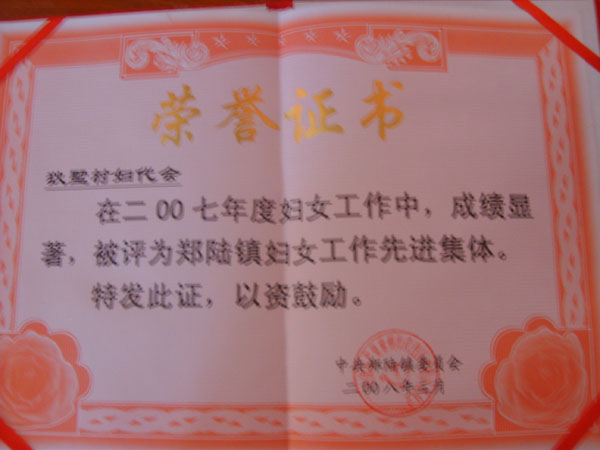 荣誉证书
玖墅村妇代会
在二00七年度妇女工作中，成绩显
著，被评为郑陆镇妇女工作先进集体。
特发此证，以资鼓励。
中共郑陆镇委员会
二00八年三月